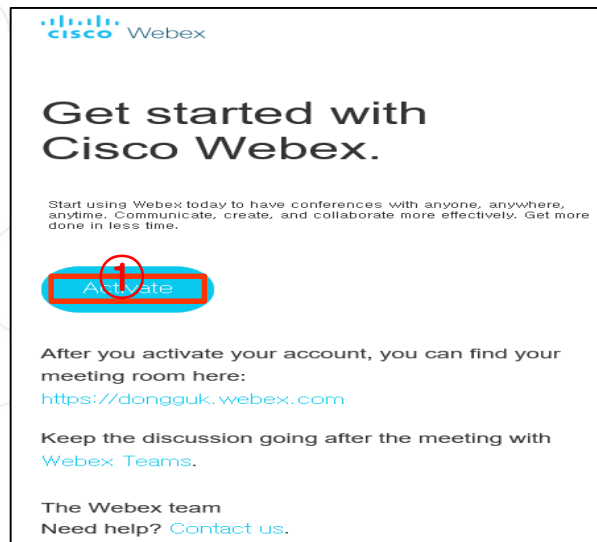 cisco Webex
Get started with
Cisco Webex.
Start using Webex today to have conferences with anyone, anywhere,
anytime. Communicate, create, and collaborate more effectively. Get more
done in less time.
①
Activate
After you activate your account, you can find your
meeting room here:
https://dongguk.webex.com
Keep the discussion going after the meeting with
Webex Teams.
The Webex team
Need help? Contact us.